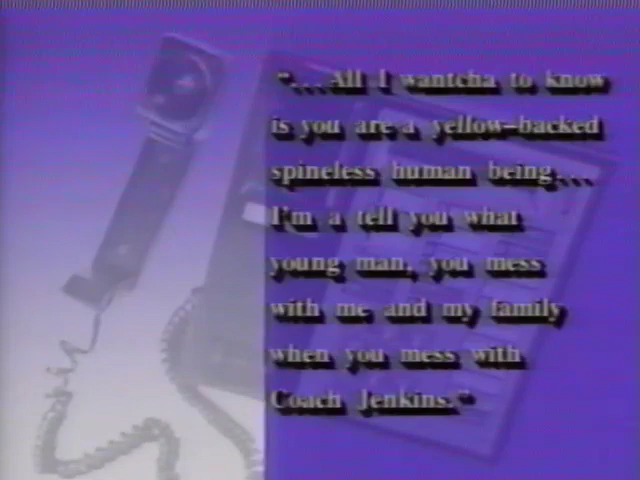 "...All I wantcha to know
is you are a yellow-backed
spineless human being...
I'm a tell you what
young man, you mess
with me and my family
when you mess with
Coach Jenkins."